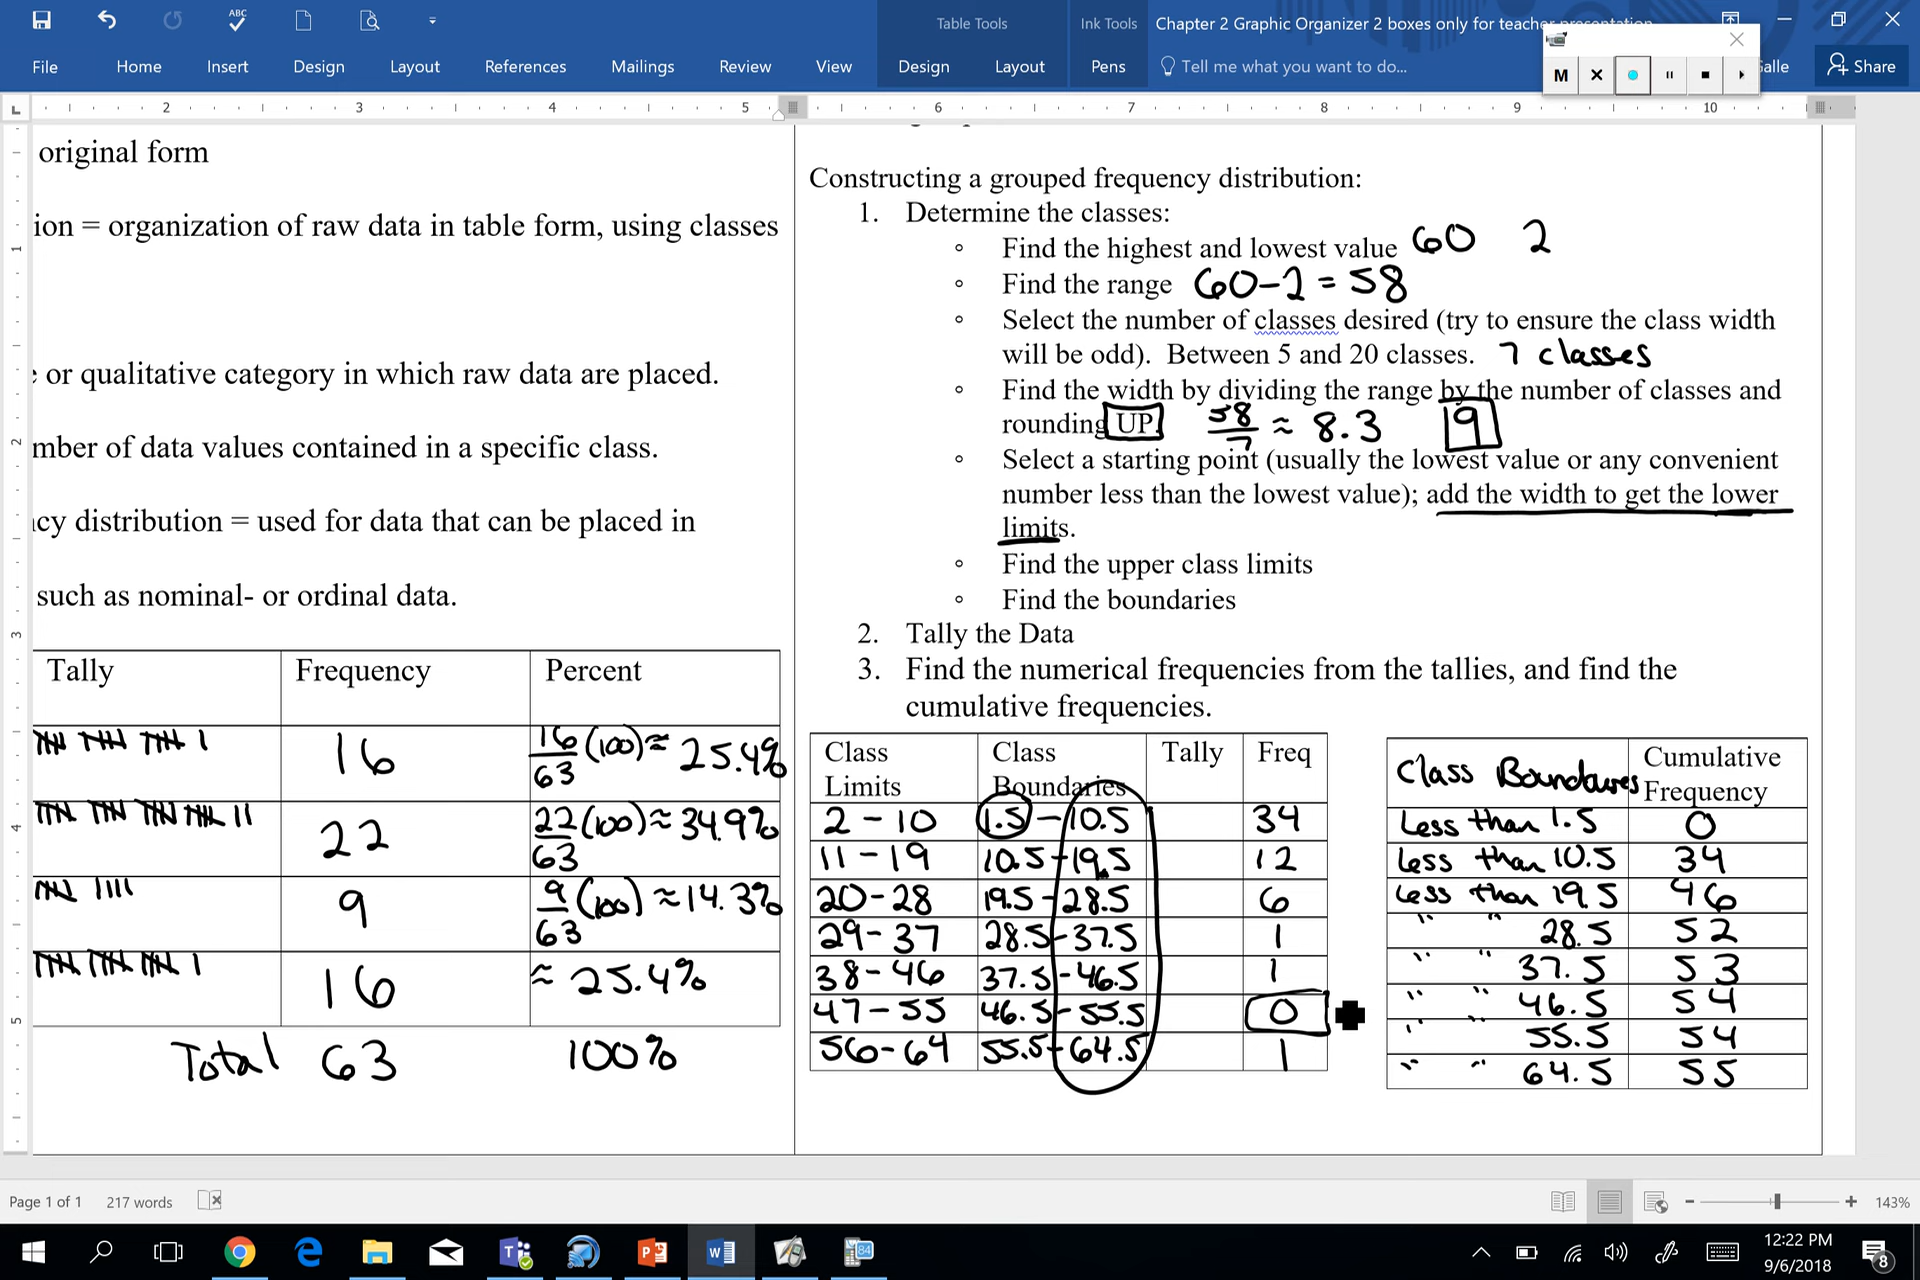 ABC
Table Tools
Ink Tools
Chapter 2 Graphic Organizer 2 boxes only for teacher presentation
File Home Insert Design Layout References Mailings Review View Design Layout Pens Tell me what you want to do... alle Share
M
L 2 3 4 5 6 7 8 9 10
original form
ion = organization of raw data in table form, using classes
or qualitative category in which raw data are placed.
mber of data values contained in a specific class.
cy distribution = used for data that can be placed in
such as nominal- or ordinal data.
Tally Frequency Percent
16 16/63 (100) ≈ 25.4%
22 22/63 (100) ≈ 34.9%
9 9/63 (100) ≈ 14.3%
16 ≈ 25.4%
Total 63 100%
Constructing a grouped frequency distribution:
1. Determine the classes:
Find the highest and lowest value 60 2
Find the range 60-2 = 58
Select the number of classes desired (try to ensure the class width
will be odd). Between 5 and 20 classes. 7 classes
Find the width by dividing the range by the number of classes and
rounding UP. 58/7 ≈ 8.3 9
Select a starting point (usually the lowest value or any convenient
number less than the lowest value); add the width to get the lower
limits.
Find the upper class limits
Find the boundaries
2. Tally the Data
3. Find the numerical frequencies from the tallies, and find the
cumulative frequencies.
Class Limits Class Boundaries Tally Freq
2 - 10 1.5 - 10.5 34
11 - 19 10.5 - 19.5 12
20 - 28 19.5 - 28.5 6
29 - 37 28.5 - 37.5 1
38 - 46 37.5 - 46.5 1
47 - 55 46.5 - 55.5 0
56 - 64 55.5 - 64.5 1
Class Boundaries Cumulative Frequency
Less than 1.5 0
Less than 10.5 34
Less than 19.5 46
" " 28.5 52
" " 37.5 53
" " 46.5 54
" " 55.5 54
" " 64.5 55
Page 1 of 1 217 words 143%
12:22 PM
9/6/2018
8